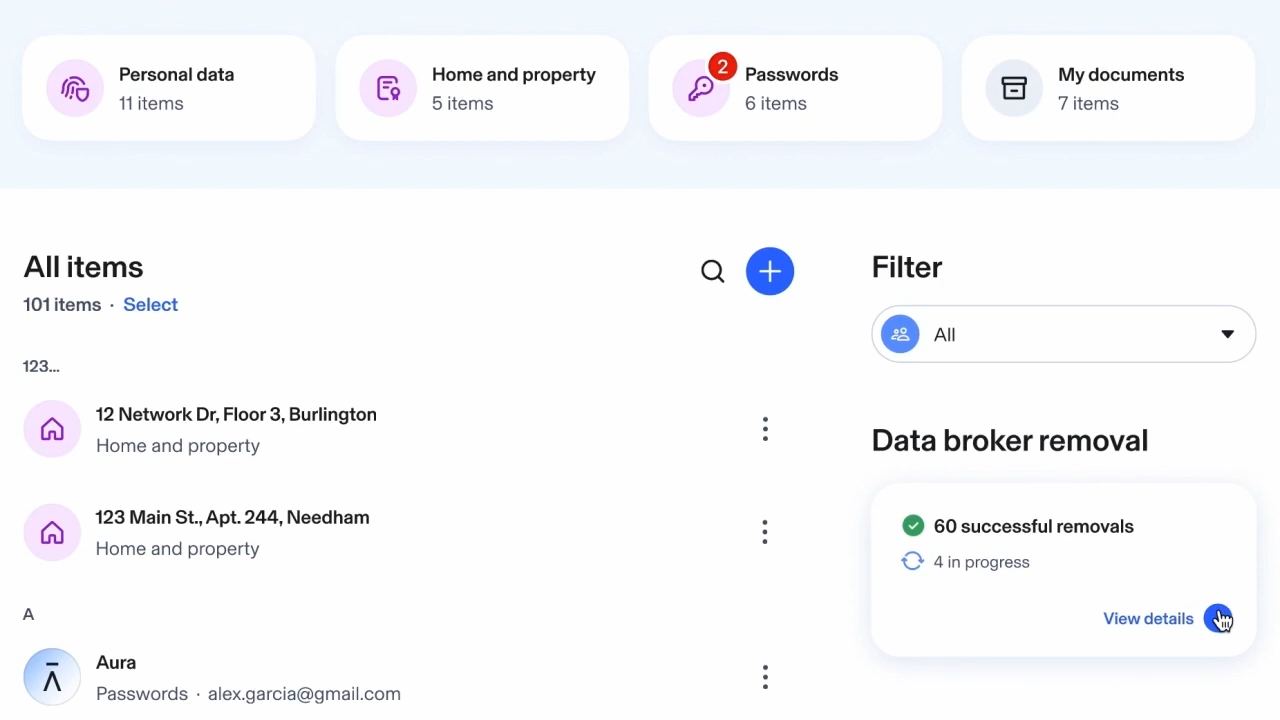 Personal data
11 items
Home and property
5 items
2
Passwords
6 items
My documents
7 items
All items
101 items · Select
123...
12 Network Dr, Floor 3, Burlington
Home and property
123 Main St., Apt. 244, Needham
Home and property
A
Aura
Passwords · alex.garcia@gmail.com
Filter
All
Data broker removal
60 successful removals
4 in progress
View details